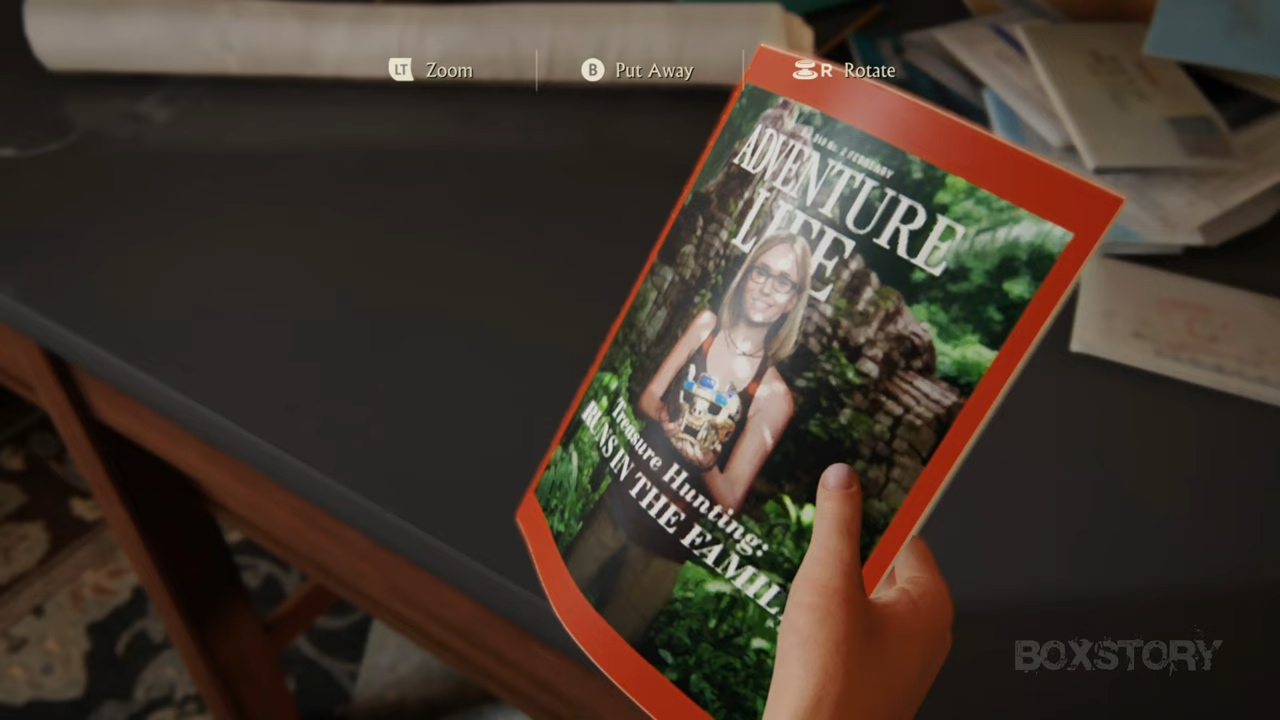 LT Zoom
B Put Away
R Rotate
ADVENTURE
LIFE
Treasure Hunting:
RUNS IN THE FAMIL
BOXSTORY